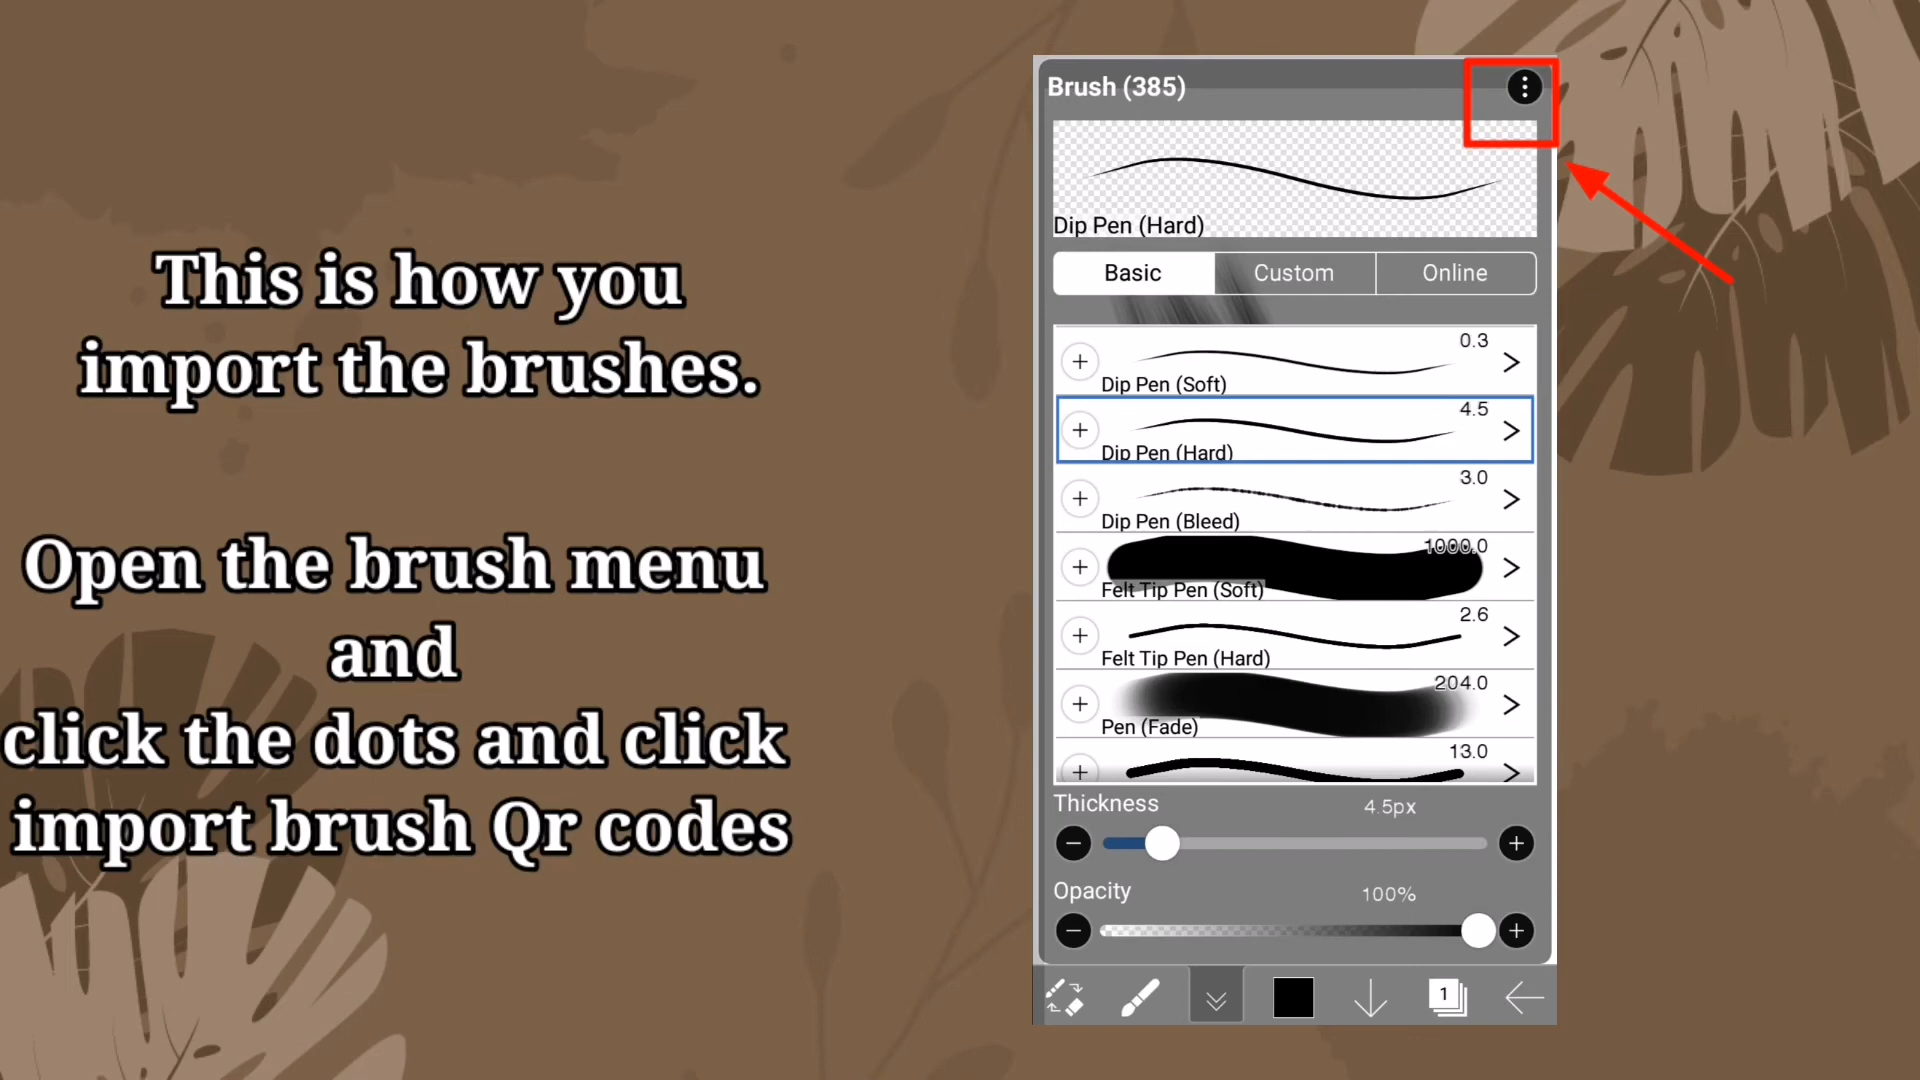 This is how you
import the brushes.
Open the brush menu
and
click the dots and click
import brush Qr codes
Brush (385)
Dip Pen (Hard)
Basic Custom Online
0.3
Dip Pen (Soft)
4.5
Dip Pen (Hard)
3.0
Dip Pen (Bleed)
1000.0
Felt Tip Pen (Soft)
2.6
Felt Tip Pen (Hard)
204.0
Pen (Fade)
13.0
Thickness 4.5px
Opacity 100%
1